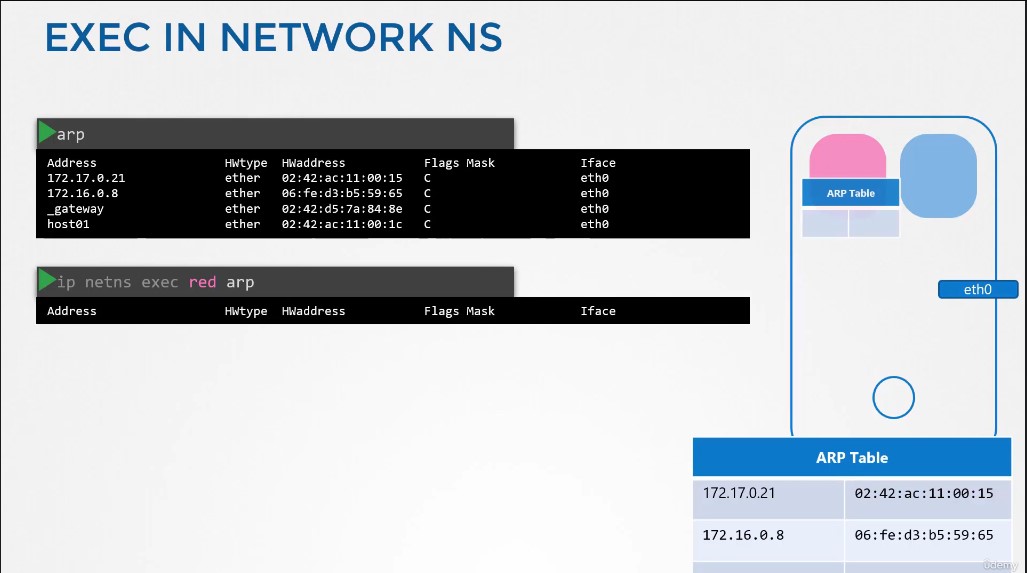 EXEC IN NETWORK NS
arp
Address HWtype HWaddress Flags Mask Iface
172.17.0.21 ether 02:42:ac:11:00:15 C eth0
172.16.0.8 ether 06:fe:d3:b5:59:65 C eth0
_gateway ether 02:42:d5:7a:84:8e C eth0
host01 ether 02:42:ac:11:00:1c C eth0
ip netns exec red arp
Address HWtype HWaddress Flags Mask Iface
ARP Table
eth0
ARP Table
172.17.0.21 02:42:ac:11:00:15
172.16.0.8 06:fe:d3:b5:59:65
Udemy